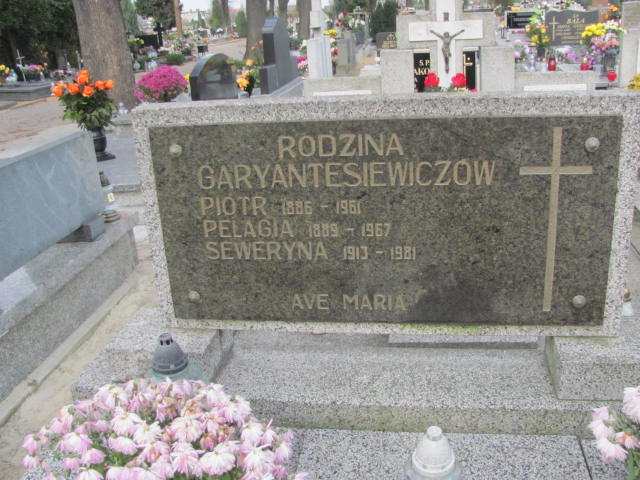 RODZINA
GARYANTESIEWICZÓW
PIOTR 1886 - 1961
PELAGIA 1889 - 1967
SEWERYNA 1913 - 1981
AVE MARIA